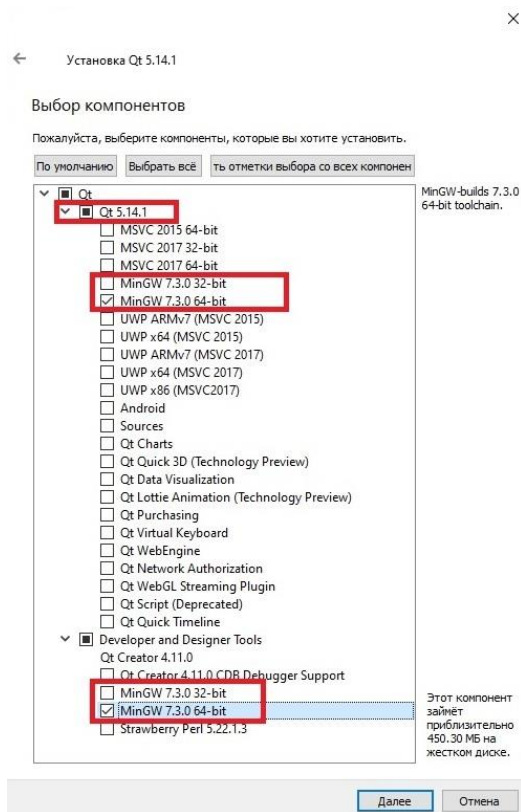 Установка Qt 5.14.1
Выбор компонентов
Пожалуйста, выберите компоненты, которые вы хотите установить.
По умолчанию Выбрать всё ть отметки выбора со всех компонен
Qt
Qt 5.14.1
MSVC 2015 64-bit
MSVC 2017 32-bit
MSVC 2017 64-bit
MinGW 7.3.0 32-bit
MinGW 7.3.0 64-bit
UWP ARMv7 (MSVC 2015)
UWP x64 (MSVC 2015)
UWP ARMv7 (MSVC 2017)
UWP x64 (MSVC 2017)
UWP x86 (MSVC2017)
Android
Sources
Qt Charts
Qt Quick 3D (Technology Preview)
Qt Data Visualization
Qt Lottie Animation (Technology Preview)
Qt Purchasing
Qt Virtual Keyboard
Qt WebEngine
Qt Network Authorization
Qt WebGL Streaming Plugin
Qt Script (Deprecated)
Qt Quick Timeline
Developer and Designer Tools
Qt Creator 4.11.0
Qt Creator 4.11.0 CDB Debugger Support
MinGW 7.3.0 32-bit
MinGW 7.3.0 64-bit
Strawberry Perl 5.22.1.3
MinGW-builds 7.3.0
64-bit toolchain.
Этот компонент
займёт
приблизительно
450.30 МБ на
жестком диске.
Далее Отмена